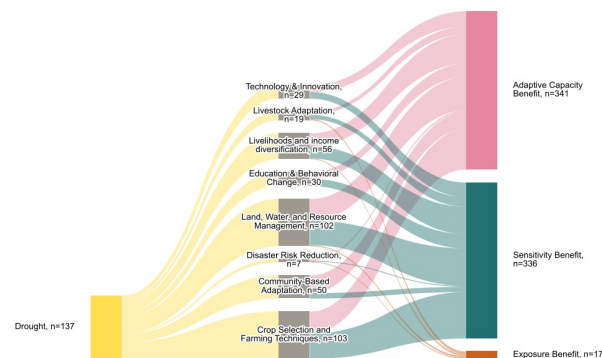 Technology & Innovation,
n=29
Livestock Adaptation,
n=19
Livelihoods and income
diversification, n=56
Education & Behavioral
Change, n=30
Land, Water, and Resource
Management, n=102
Disaster Risk Reduction,
n=7
Community-Based
Adaptation, n=50
Crop Selection and
Farming Techniques, n=103
Drought, n=137
Adaptive Capacity
Benefit, n=341
Sensitivity Benefit,
n=336
Exposure Benefit, n=17